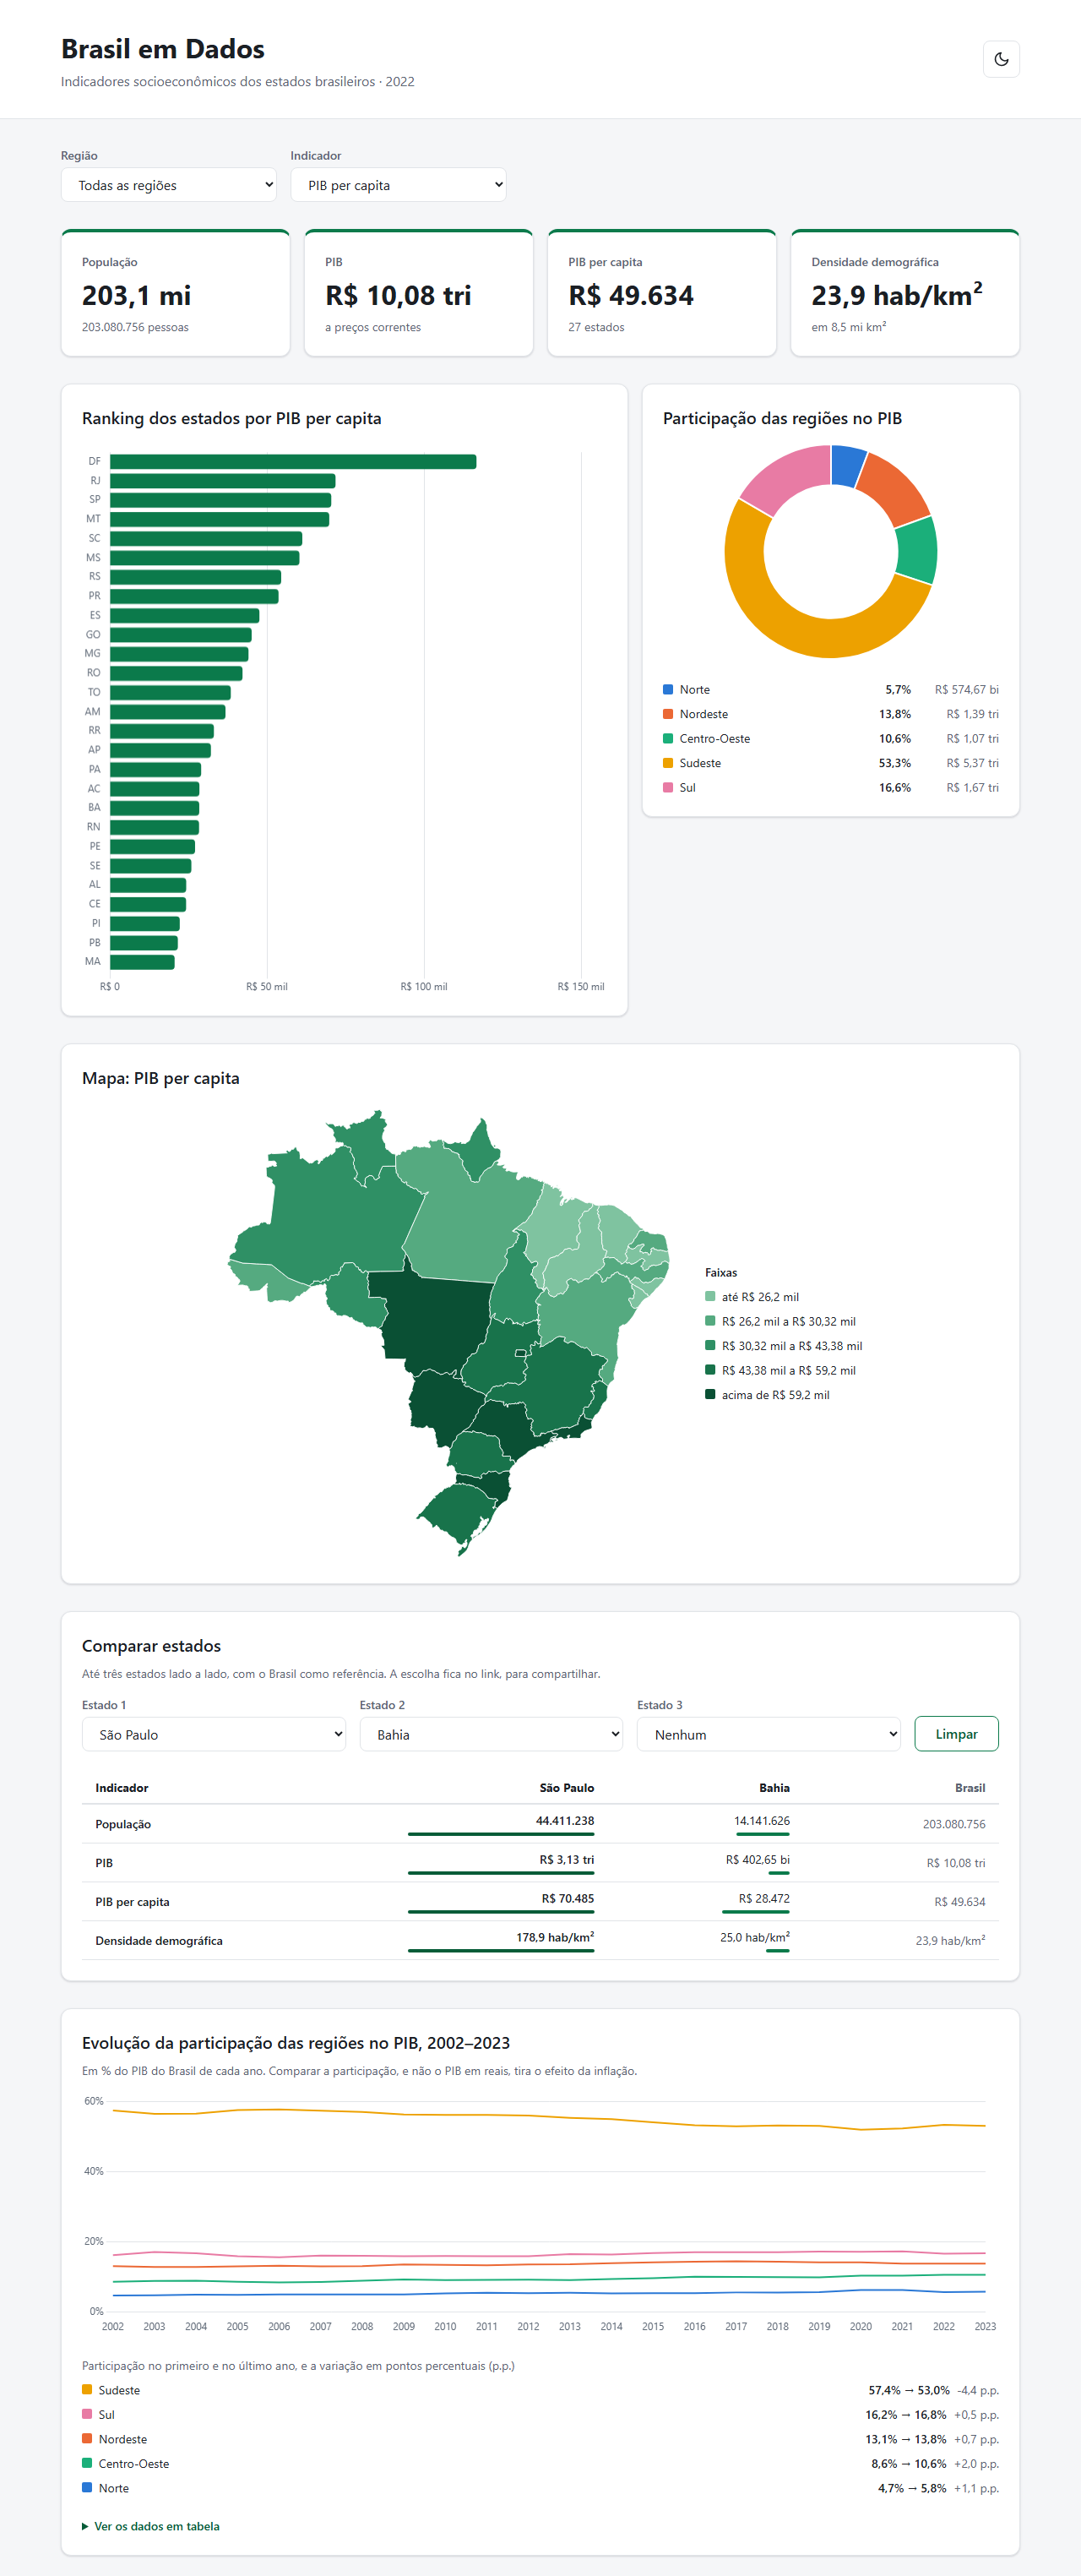 Brasil em Dados
Indicadores socioeconômicos dos estados brasileiros · 2022
Região
Indicador
Todas as regiões
PIB per capita
População
203,1 mi
203.080.756 pessoas
PIB
R$ 10,08 tri
a preços correntes
PIB per capita
R$ 49.634
27 estados
Densidade demográfica
23,9 hab/km²
em 8,5 mi km²
Ranking dos estados por PIB per capita
DF
RJ
SP
MT
SC
MS
RS
PR
ES
GO
MG
RO
TO
AM
RR
AP
PA
AC
BA
RN
PE
SE
AL
CE
PI
PB
MA
R$ 0 R$ 50 mil R$ 100 mil R$ 150 mil
Participação das regiões no PIB
Norte 5,7% R$ 574,67 bi
Nordeste 13,8% R$ 1,39 tri
Centro-Oeste 10,6% R$ 1,07 tri
Sudeste 53,3% R$ 5,37 tri
Sul 16,6% R$ 1,67 tri
Mapa: PIB per capita
Faixas
até R$ 26,2 mil
R$ 26,2 mil a R$ 30,32 mil
R$ 30,32 mil a R$ 43,38 mil
R$ 43,38 mil a R$ 59,2 mil
acima de R$ 59,2 mil
Comparar estados
Até três estados lado a lado, com o Brasil como referência. A escolha fica no link, para compartilhar.
Estado 1 Estado 2 Estado 3
São Paulo Bahia Nenhum Limpar
Indicador São Paulo Bahia Brasil
População 44.411.238 14.141.626 203.080.756
PIB R$ 3,13 tri R$ 402,65 bi R$ 10,08 tri
PIB per capita R$ 70.485 R$ 28.472 R$ 49.634
Densidade demográfica 178,9 hab/km² 25,0 hab/km² 23,9 hab/km²
Evolução da participação das regiões no PIB, 2002–2023
Em % do PIB do Brasil de cada ano. Comparar a participação, e não o PIB em reais, tira o efeito da inflação.
60%
40%
20%
0%
2002 2003 2004 2005 2006 2007 2008 2009 2010 2011 2012 2013 2014 2015 2016 2017 2018 2019 2020 2021 2022 2023
Participação no primeiro e no último ano, e a variação em pontos percentuais (p.p.)
Sudeste 57,4% → 53,0% -4,4 p.p.
Sul 16,2% → 16,8% +0,5 p.p.
Nordeste 13,1% → 13,8% +0,7 p.p.
Centro-Oeste 8,6% → 10,6% +2,0 p.p.
Norte 4,7% → 5,8% +1,1 p.p.
Ver os dados em tabela